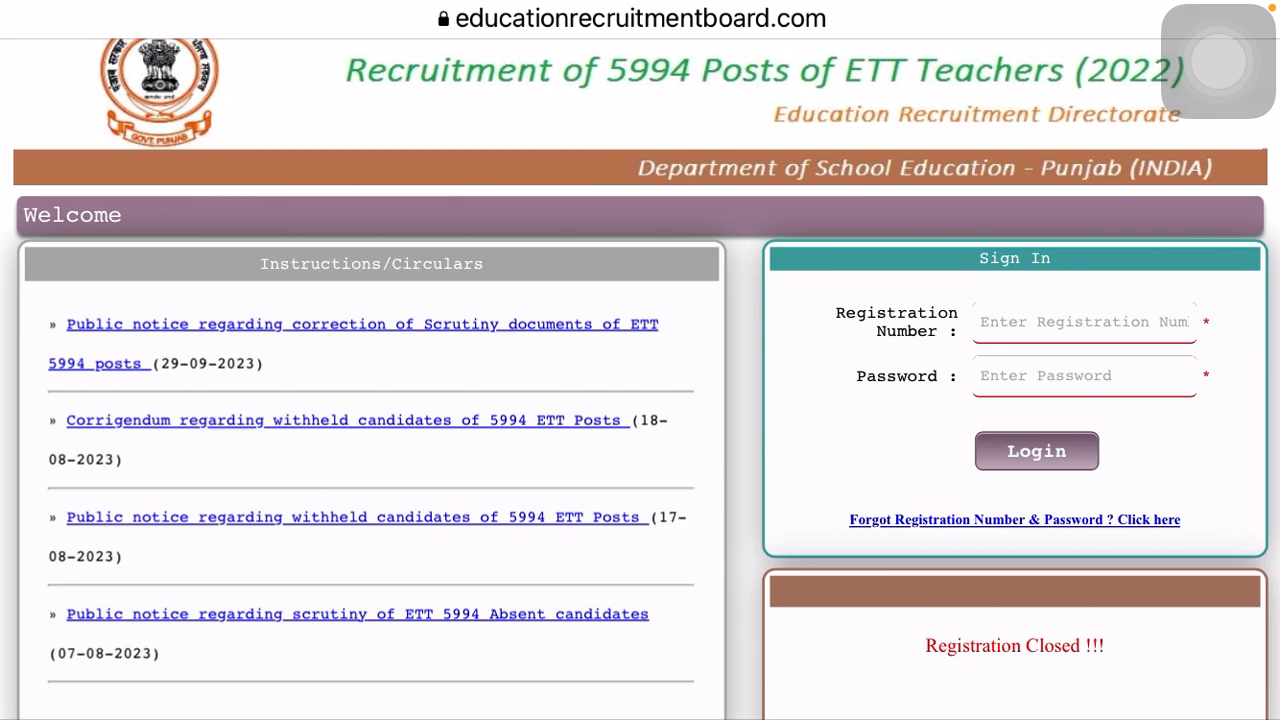 educationrecruitmentboard.com
Recruitment of 5994 Posts of ETT Teachers (2022)
Education Recruitment Directorate
GOVT. PUNJAB
Department of School Education - Punjab (INDIA)
Welcome
Instructions/Circulars
» Public notice regarding correction of Scrutiny documents of ETT
5994 posts (29-09-2023)
» Corrigendum regarding withheld candidates of 5994 ETT Posts (18-
08-2023)
» Public notice regarding withheld candidates of 5994 ETT Posts (17-
08-2023)
» Public notice regarding scrutiny of ETT 5994 Absent candidates
(07-08-2023)
Sign In
Registration
Number :
Enter Registration Num
*
Password :
Enter Password
*
Login
Forgot Registration Number & Password ? Click here
Registration Closed !!!